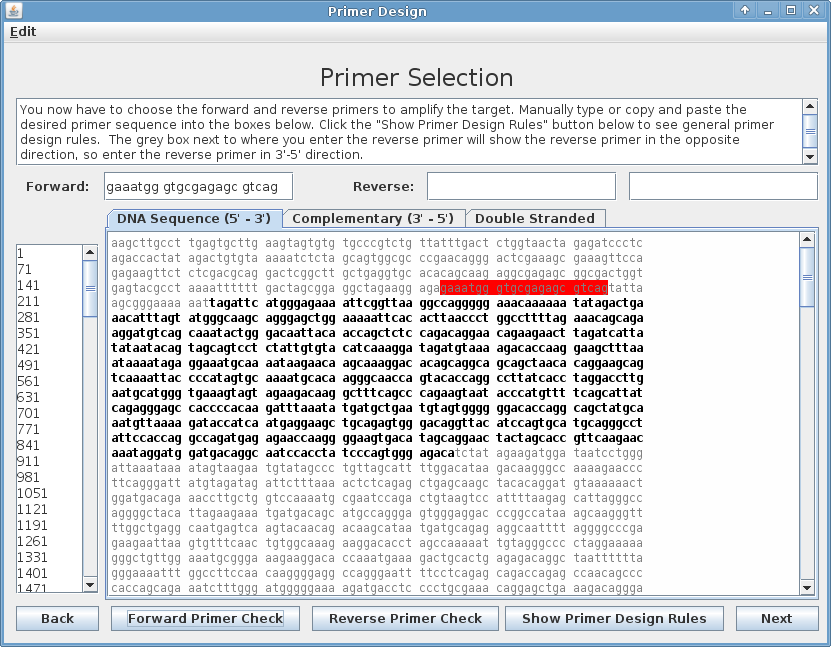 Primer Design
Edit
Primer Selection
You now have to choose the forward and reverse primers to amplify the target. Manually type or copy and paste the
desired primer sequence into the boxes below. Click the "Show Primer Design Rules" button below to see general primer
design rules.  The grey box next to where you enter the reverse primer will show the reverse primer in the opposite
direction, so enter the reverse primer in 3'-5' direction.
Forward: gaaatgg gtgcgagagc gtcag Reverse:
DNA Sequence (5' - 3') Complementary (3' - 5') Double Stranded
1
71
141
211
281
351
421
491
561
631
701
771
841
911
981
1051
1121
1191
1261
1331
1401
1471
aagcttgcct tgagtgcttg aagtagtgtg tgcccgtctg ttatttgact ctggtaacta gagatccctc
agaccactat agactgtgta aaaatctcta gcagtggcgc ccgaacaggg actcgaaagc gaaagttcca
gagaagttct ctcgacgcag gactcggctt gctgaggtgc acacagcaag aggcgagagc ggcgactggt
gagtacgcct aaatttttt gactagcgga ggctagaagg agagaaatgg gtgcgagagc gtcagtatta
agcgggaaaa aattagattc atgggagaaa attcggttaa ggccaggggg aaacaaaaaa tatagactga
aacatttagt atgggcaagc agggagctgg aaaaattcac acttaaccct ggccttttag aaacagcaga
aggatgtcag caaatactgg gacaattaca accagctctc caagacagga acagaagaact tagatcatta
tataatacag tagcagtcct ctattgtgta catcaaagga tagatgtaaa agacaccaag gaagctttaa
ataaaataga ggaaatgcaa aataagaaca agcaaaggac acagcaggca gcagctaaca caggaagcag
tcaaaattac cccatagtgc aaaatgcaca agggcaacca gtacaccagg ccttatcacc taggaccttg
aatgcatggg tgaaagtagt agaagacaag gctttcagcc cagaagtaat acccatgttt tcagcattat
cagagggagc caccccacaa gatttaaata tgatgctgaa tgtagtgggg gggacaccagg cagctatgca
aatgttaaaa gataccatca atgaggaagc tgcagagtgg gacaggttac atccagtgca tgcagggcct
attccaccag gccagatgag agaaccaagg ggaagtgaca tagcaggaac tactagcacc gttcaagaac
aaataggatg gatgacaggc aatccaccta tcccagtggg agacatctat agaagatgga taatcctggg
attaaataaa atagtaagaa tgtatagccc tgttagcatt ttggacataa gacaagggcc aaaagaaccc
ttcagggatt atgtagatag attctttaaa actctcagag ctgagcaagc tacacaggat gtaaaaaact
ggatgacaga aaccttgctg gtccaaaatg cgaatccaga ctgtaagtcc attttaagag cattagggcc
aggggctaca ttagaagaaa tgatgacagc atgccaggga gtgggaggac ccggccataa agcaagggtt
ttggctgagg caatgagtca agtacaacag acaagcataa tgatgcagag aggcaatttt aggggcccga
gaagaattaa gtgtttcaac tgtggcaaag aaggacacct agccaaaaat tgtagggccc ctaggaaaaa
gggctgttgg aaatgcggga aagaaggaca ccaaatgaaa gactgcactg agagacaggc taattttttа
gggaaaattt ggccttccaa caaggggagg ccagggaatt ttcctcagag cagaccagag ccaacagccc
caccagcaga aatctttggg atgggggaaa agatgacctc ccctgcgaaa caggagctga aagacaggga
Back Forward Primer Check Reverse Primer Check Show Primer Design Rules Next